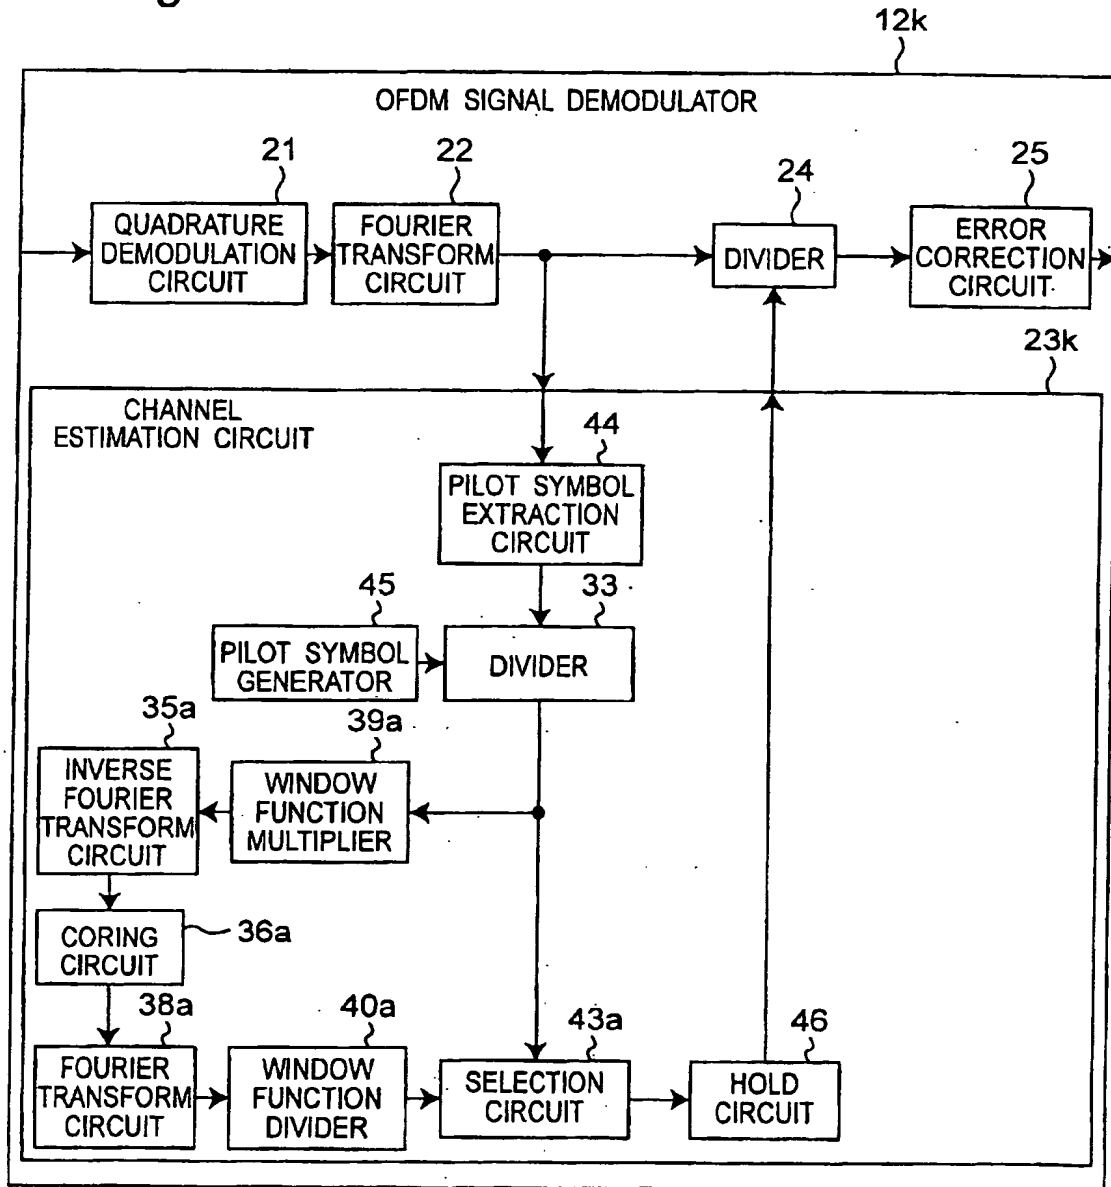 12k
OFDM SIGNAL DEMODULATOR
21
22
24
25
QUADRATURE
DEMODULATION
CIRCUIT
FOURIER
TRANSFORM
CIRCUIT
DIVIDER
ERROR
CORRECTION
CIRCUIT
23k
CHANNEL
ESTIMATION CIRCUIT
44
PILOT SYMBOL
EXTRACTION
CIRCUIT
45
33
PILOT SYMBOL
GENERATOR
DIVIDER
35a
39a
INVERSE
FOURIER
TRANSFORM
CIRCUIT
WINDOW
FUNCTION
MULTIPLIER
CORING
CIRCUIT
36a
38a
40a
43a
46
FOURIER
TRANSFORM
CIRCUIT
WINDOW
FUNCTION
DIVIDER
SELECTION
CIRCUIT
HOLD
CIRCUIT